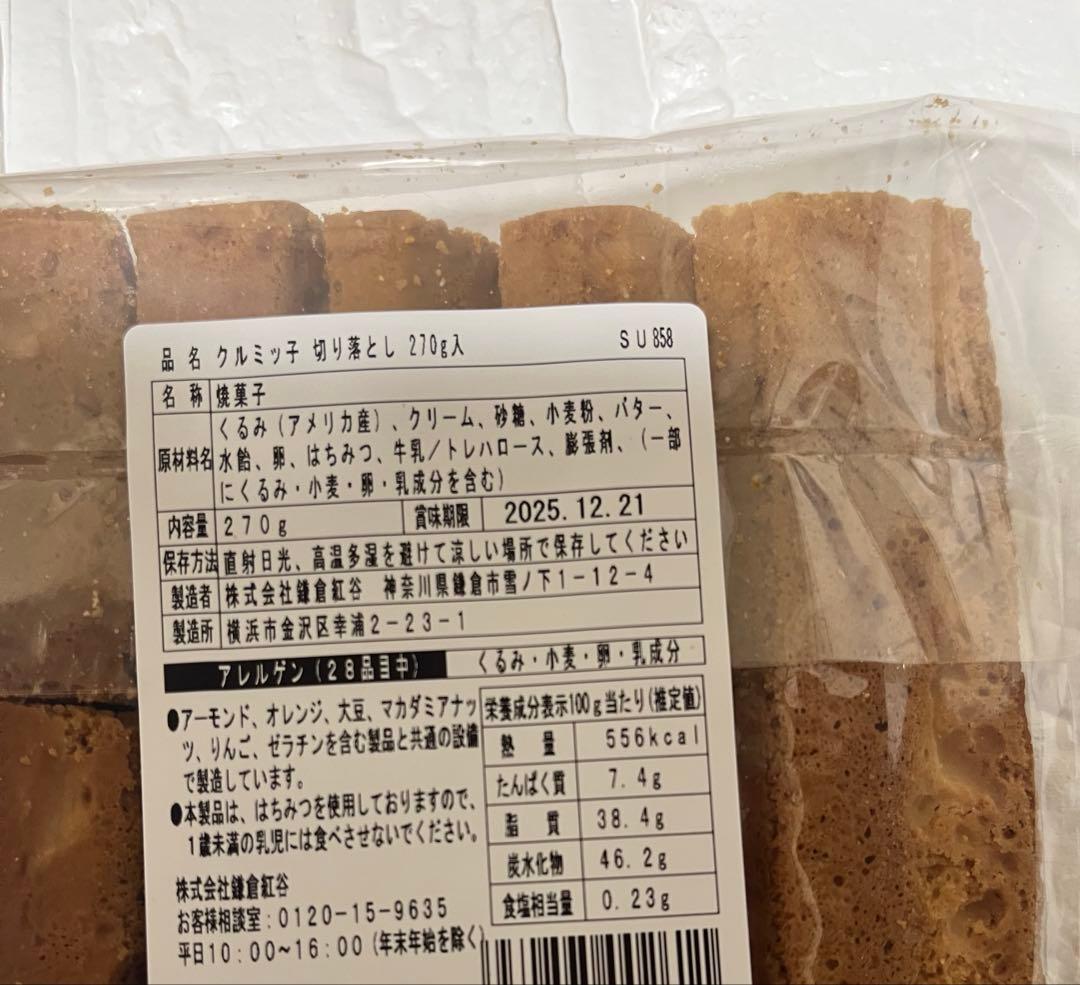 品名 クルミッ子 切り落とし 270g入 SU858
名称 焼菓子
原材料名 くるみ（アメリカ産）、クリーム、砂糖、小麦粉、バター、
水飴、卵、はちみつ、牛乳／トレハロース、膨張剤、（一部
にくるみ・小麦・卵・乳成分を含む）
内容量 270g 賞味期限 2025.12.21
保存方法 直射日光、高温多湿を避けて涼しい場所で保存してください
製造者 株式会社鎌倉紅谷 神奈川県鎌倉市雪ノ下1－12－4
製造所 横浜市金沢区幸浦2－23－1
アレルゲン（28品目中） くるみ・小麦・卵・乳成分
●アーモンド、オレンジ、大豆、マカダミアナッ
ツ、りんご、ゼラチンを含む製品と共通の設備
で製造しています。
●本製品は、はちみつを使用しておりますので、
1歳未満の乳児には食べさせないでください。
株式会社鎌倉紅谷
お客様相談室：0120－15－9635
平日10：00～16：00（年末年始を除く）
栄養成分表示100g当たり（推定値）
熱量 556kcal
たんぱく質 7.4g
脂質 38.4g
炭水化物 46.2g
食塩相当量 0.23g